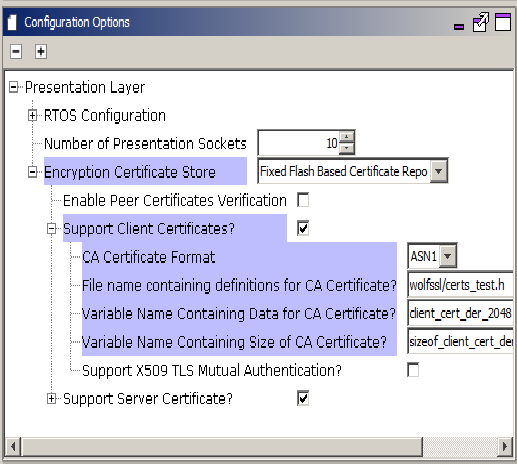 Configuration Options
Presentation Layer
RTOS Configuration
Number of Presentation Sockets 10
Encryption Certificate Store Fixed Flash Based Certificate Repo
Enable Peer Certificates Verification
Support Client Certificates?
CA Certificate Format ASN1
File name containing definitions for CA Certificate? wolfssl/certs_test.h
Variable Name Containing Data for CA Certificate? client_cert_der_2048
Variable Name Containing Size of CA Certificate? sizeof_client_cert_der
Support X509 TLS Mutual Authentication?
Support Server Certificate?